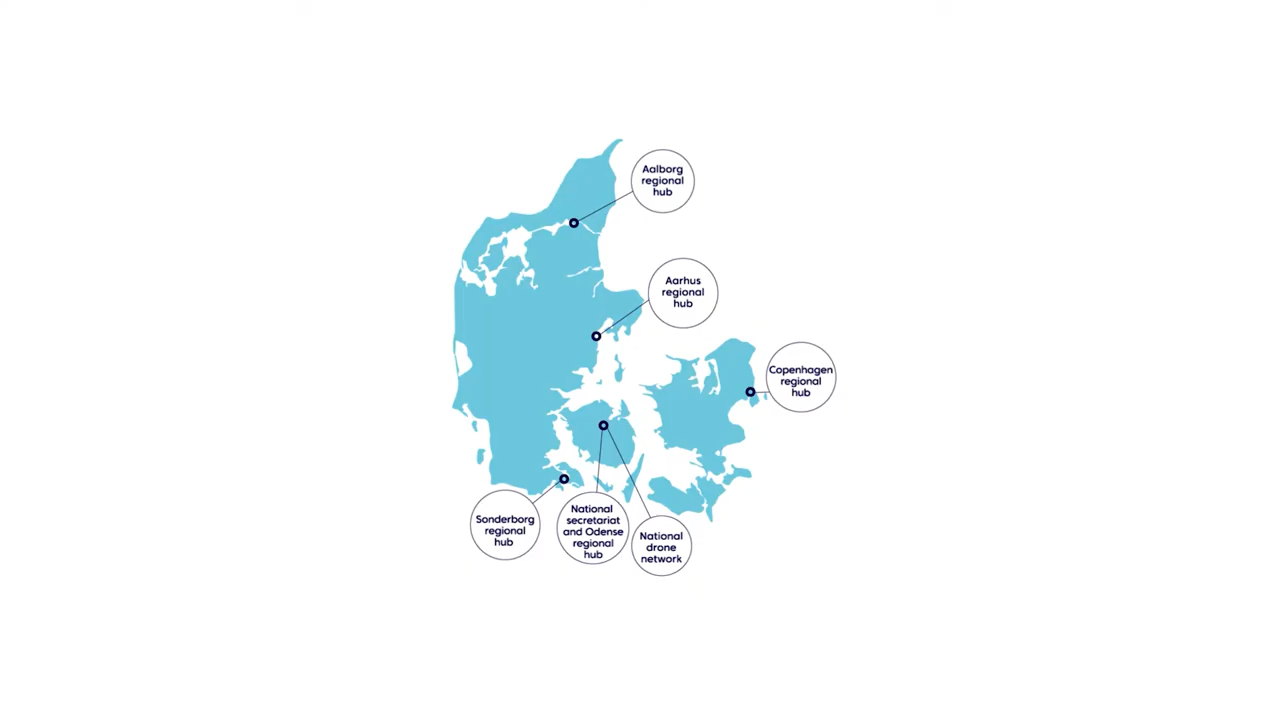 Aalborg
regional
hub
Aarhus
regional
hub
Copenhagen
regional
hub
Sonderborg
regional
hub
National
secretariat
and Odense
regional
hub
National
drone
network